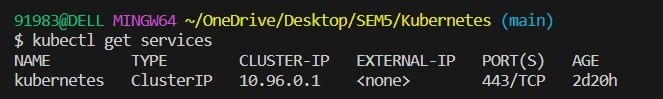 91983@DELL MINGW64 ~/OneDrive/Desktop/SEM5/Kubernetes (main)
$ kubectl get services
NAME         TYPE        CLUSTER-IP   EXTERNAL-IP   PORT(S)   AGE
kubernetes   ClusterIP   10.96.0.1    <none>        443/TCP   2d20h